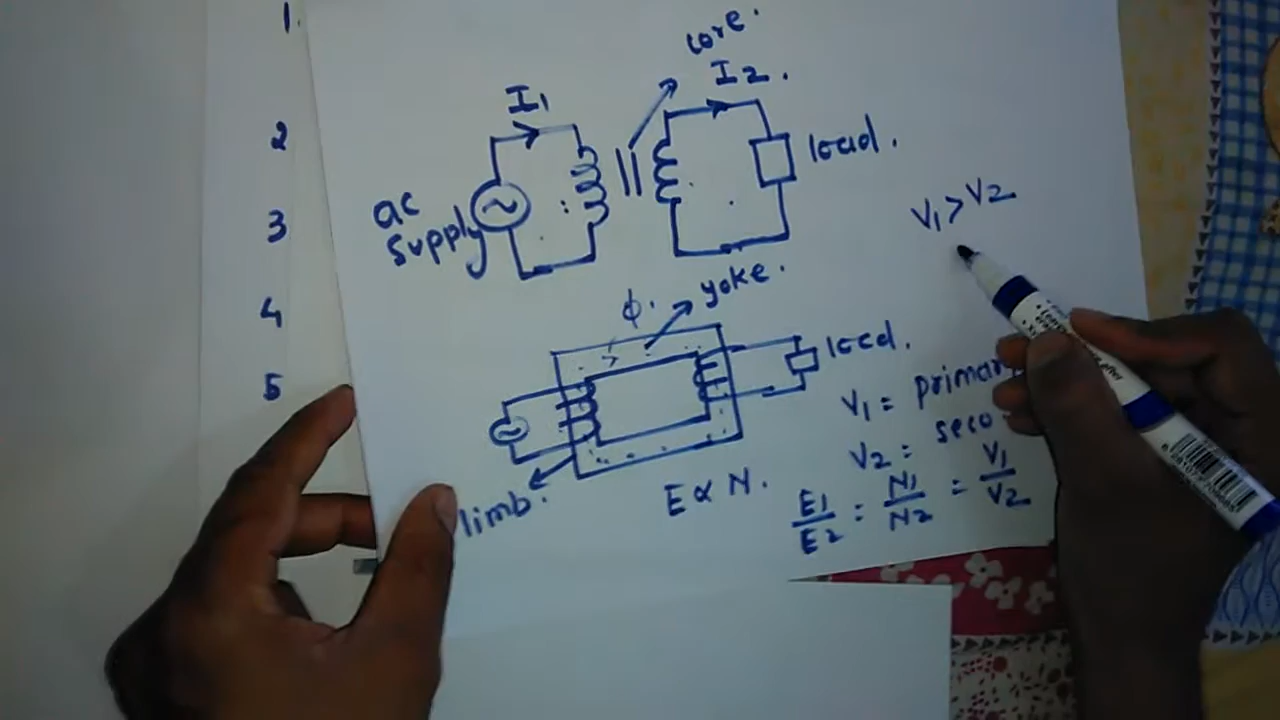 1.
2
3
4
5
core.
I1
I2.
ac
supply
load.
V1 > V2
ϕ.
yoke.
load.
limb.
E ∝ N.
V1 = primar
V2 = seco
E1/E2 = N1/N2 = V1/V2